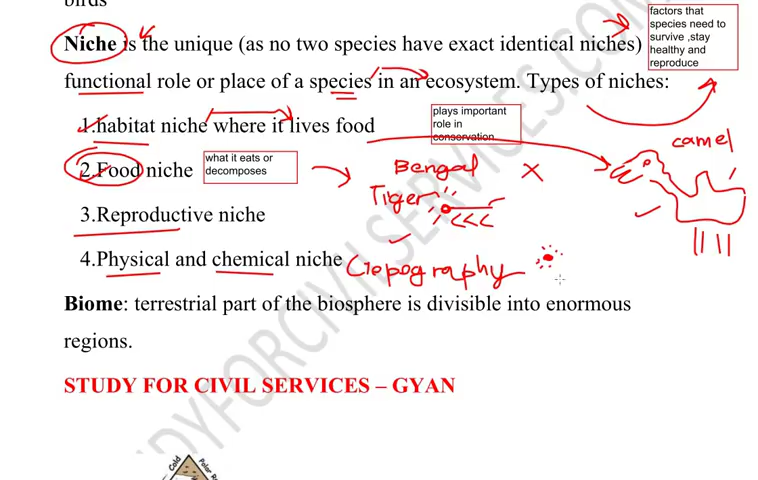 birds
factors that
species need to
survive ,stay
healthy and
reproduce
Niche is the unique (as no two species have exact identical niches)
functional role or place of a species in an ecosystem. Types of niches:
1.habitat niche where it lives food
plays important
role in
conservation
camel
2.Food niche
what it eats or
decomposes
Bengal
Tiger
3.Reproductive niche
4.Physical and chemical niche
Biome: terrestrial part of the biosphere is divisible into enormous
regions.
STUDY FOR CIVIL SERVICES – GYAN
Cold